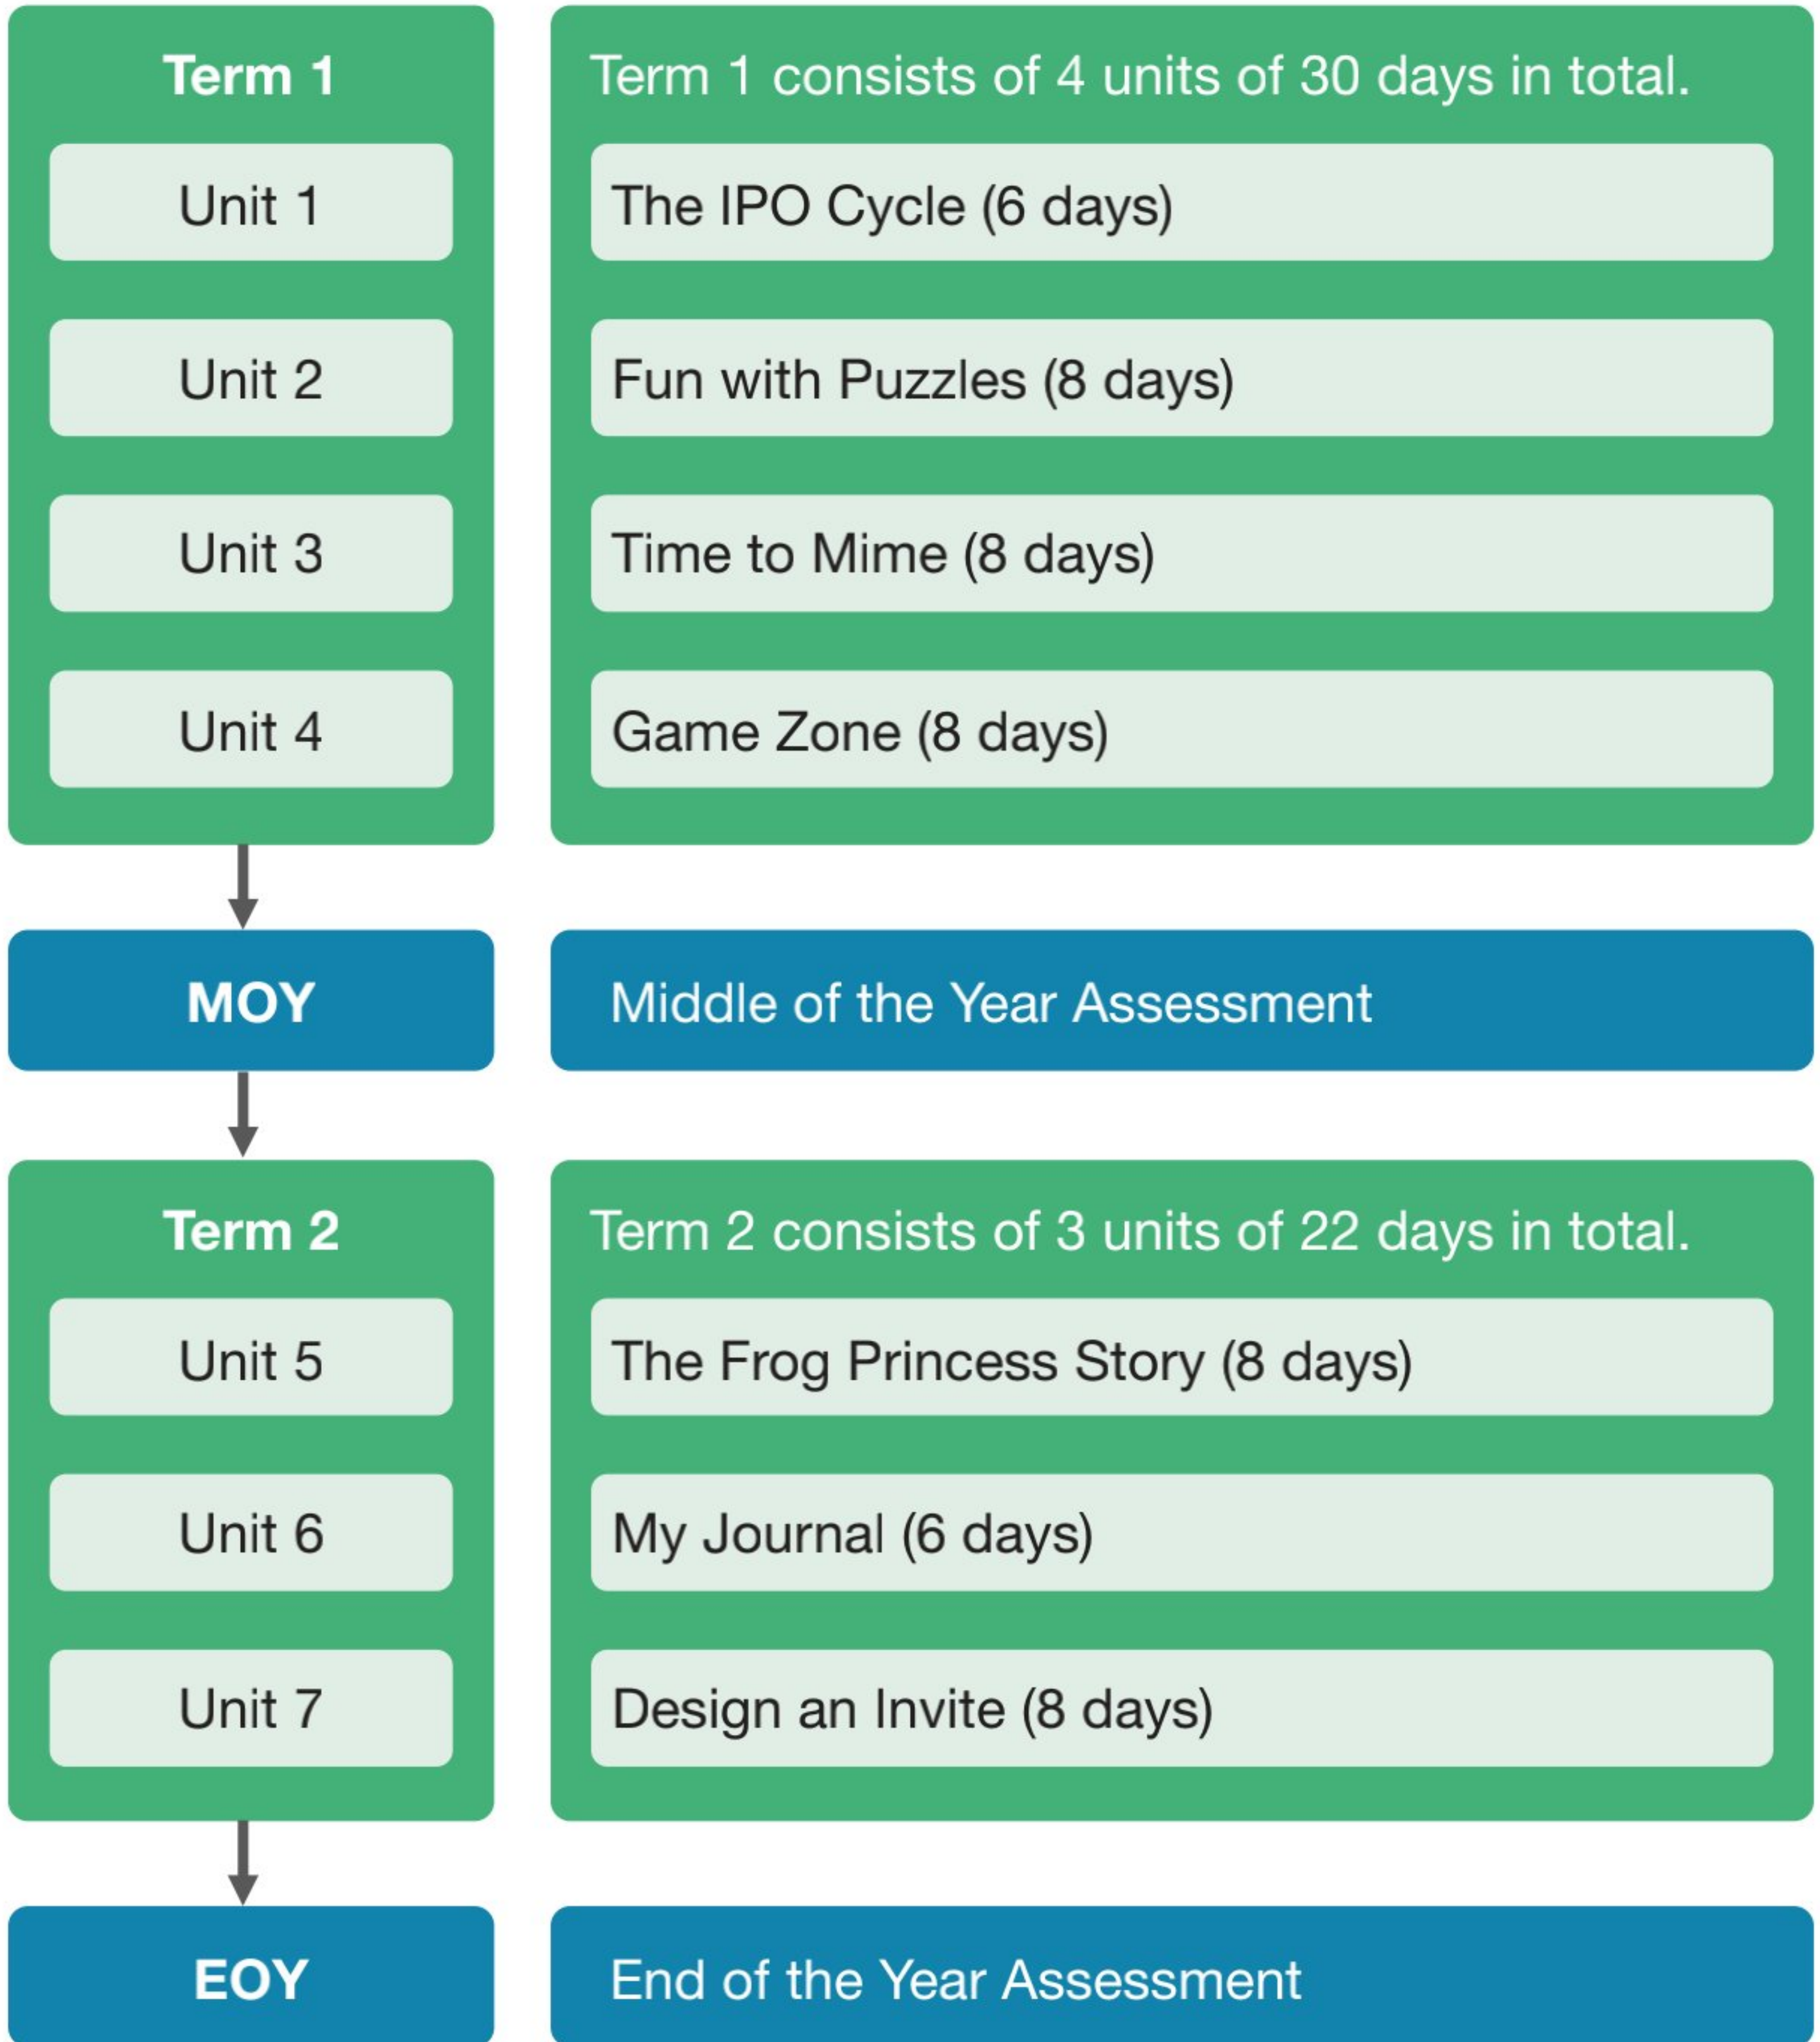 Term 1
Term 1 consists of 4 units of 30 days in total.
Unit 1
The IPO Cycle (6 days)
Unit 2
Fun with Puzzles (8 days)
Unit 3
Time to Mime (8 days)
Unit 4
Game Zone (8 days)
MOY
Middle of the Year Assessment
Term 2
Term 2 consists of 3 units of 22 days in total.
Unit 5
The Frog Princess Story (8 days)
Unit 6
My Journal (6 days)
Unit 7
Design an Invite (8 days)
EOY
End of the Year Assessment